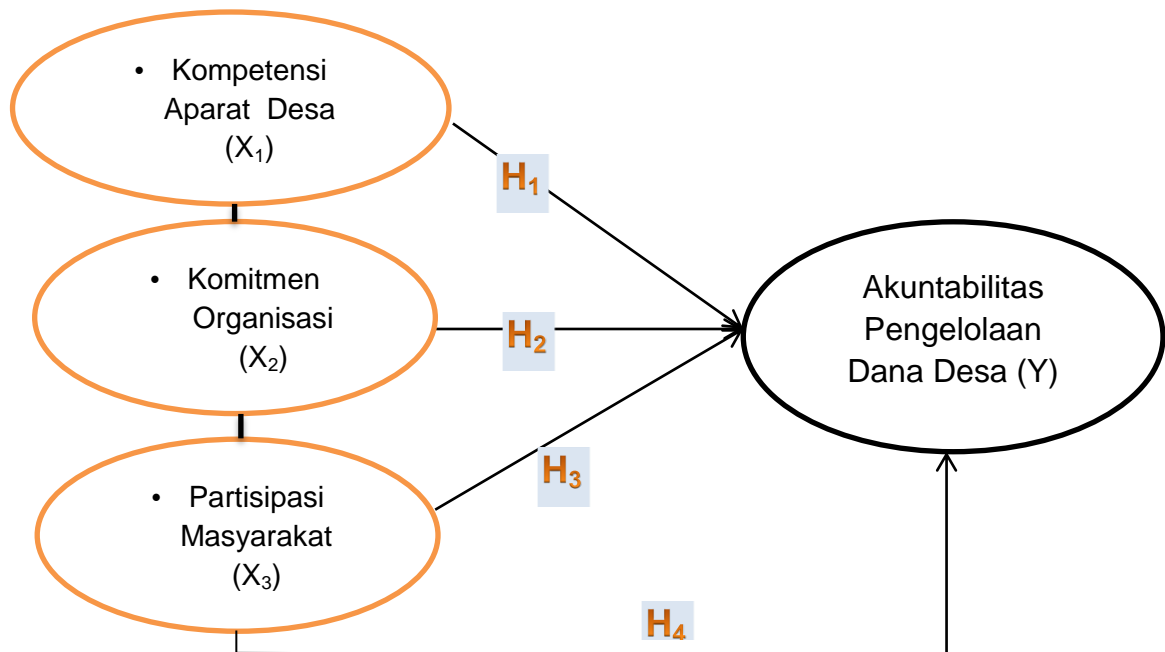 • Kompetensi
Aparat Desa
(X₁)
H₁
• Komitmen
Organisasi
(X₂)
H₂
Akuntabilitas
Pengelolaan
Dana Desa (Y)
• Partisipasi
Masyarakat
(X₃)
H₃
H₄